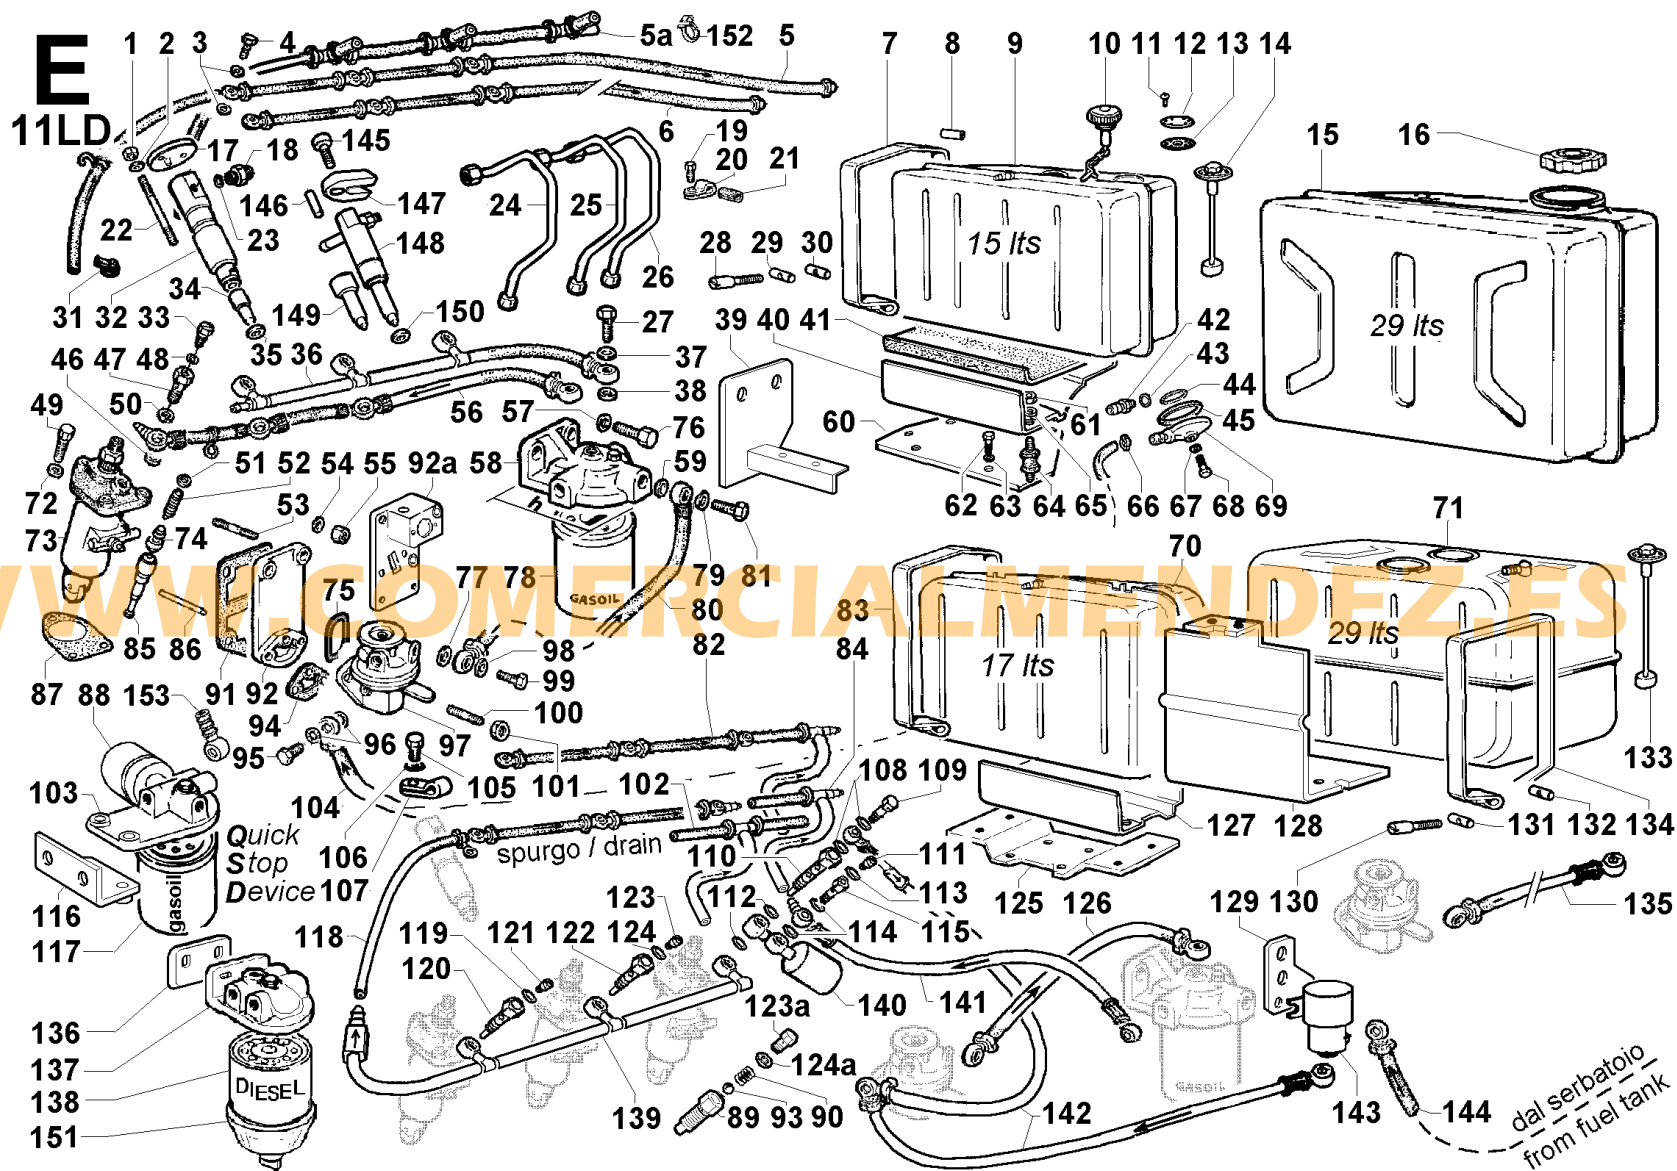 E
11LD
1 2 3 4 5a 152 5 7 8 9 10 11 12 13 14
15 16
6 19 20 21
17 18 145
146 147
22 23 148 24 25 26
28 29 30
15 lts
29 lts
31 32 33 34 149 150 27
35 36 37 38
39 40 41 42 43 44 45
46 47 48
49 50 56 57 76
60 61
51 52 54 55 92a 58 59
h
72 53
62 63 64 65 66 67 68 69
73 74 71
70
75 77 78 79 81
GASOIL
80 82 83 84
WWW.COMERCIALMENDEZ.ES
17 lts
29 lts
85 86
87 88 153 91 92 94 98 99
100
95 96 97
133
103 104 105 101 102 108 109
Quick
Stop
Device
106 107
spurgo / drain
110 111 127 128 131 132 134
gasoil
116 117
112 113
125 126 129 130 135
118 119 121 122 123 124 114 115
120
136 137 138 151
DIESEL
123a 124a
140 141
GASOIL
139 89 93 90 142 143 144
dal serbatoio
from fuel tank